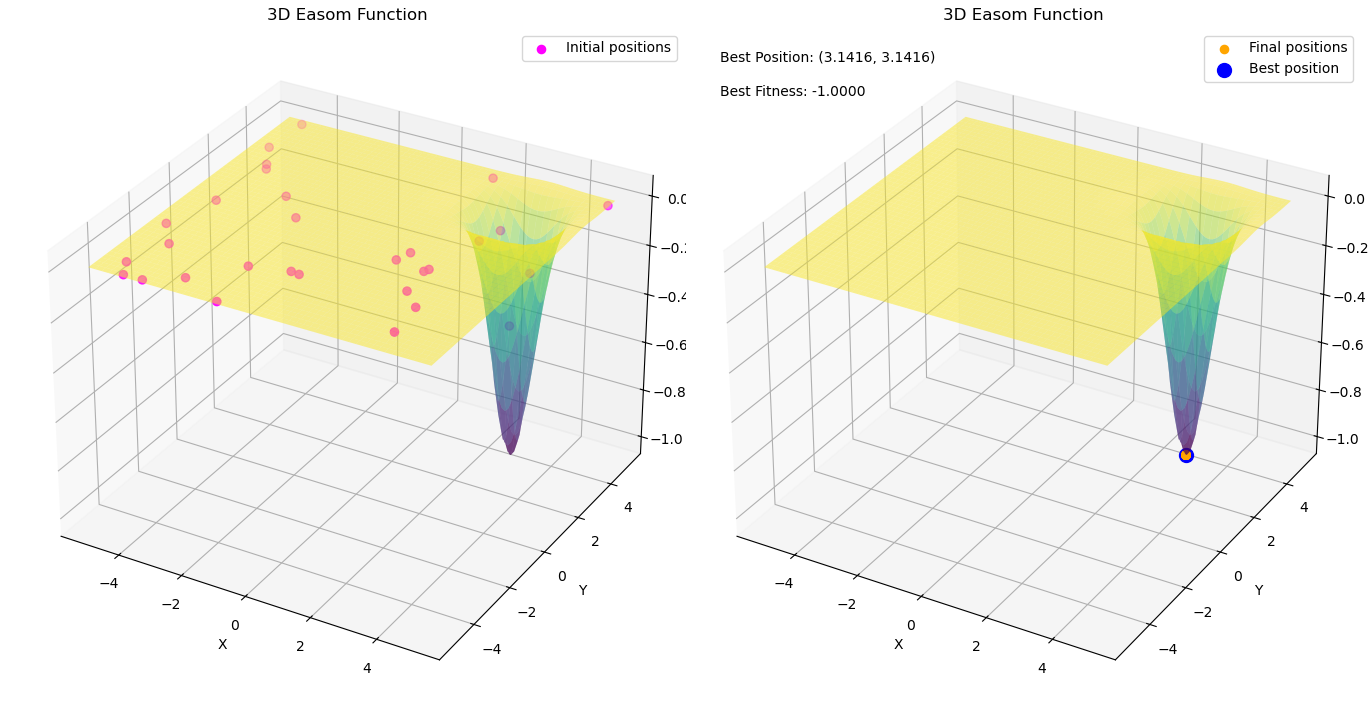 3D Easom Function
Initial positions
0.0
−0.4
−0.6
−0.8
−1.0
4
2
0
−2
−4
Y
−4
−2
0
2
4
X
3D Easom Function
Best Position: (3.1416, 3.1416)
Best Fitness: -1.0000
Final positions
Best position
0.0
−0.2
−0.4
−0.6
−0.8
−1.0
4
2
0
−2
−4
Y
−4
−2
0
2
4
X